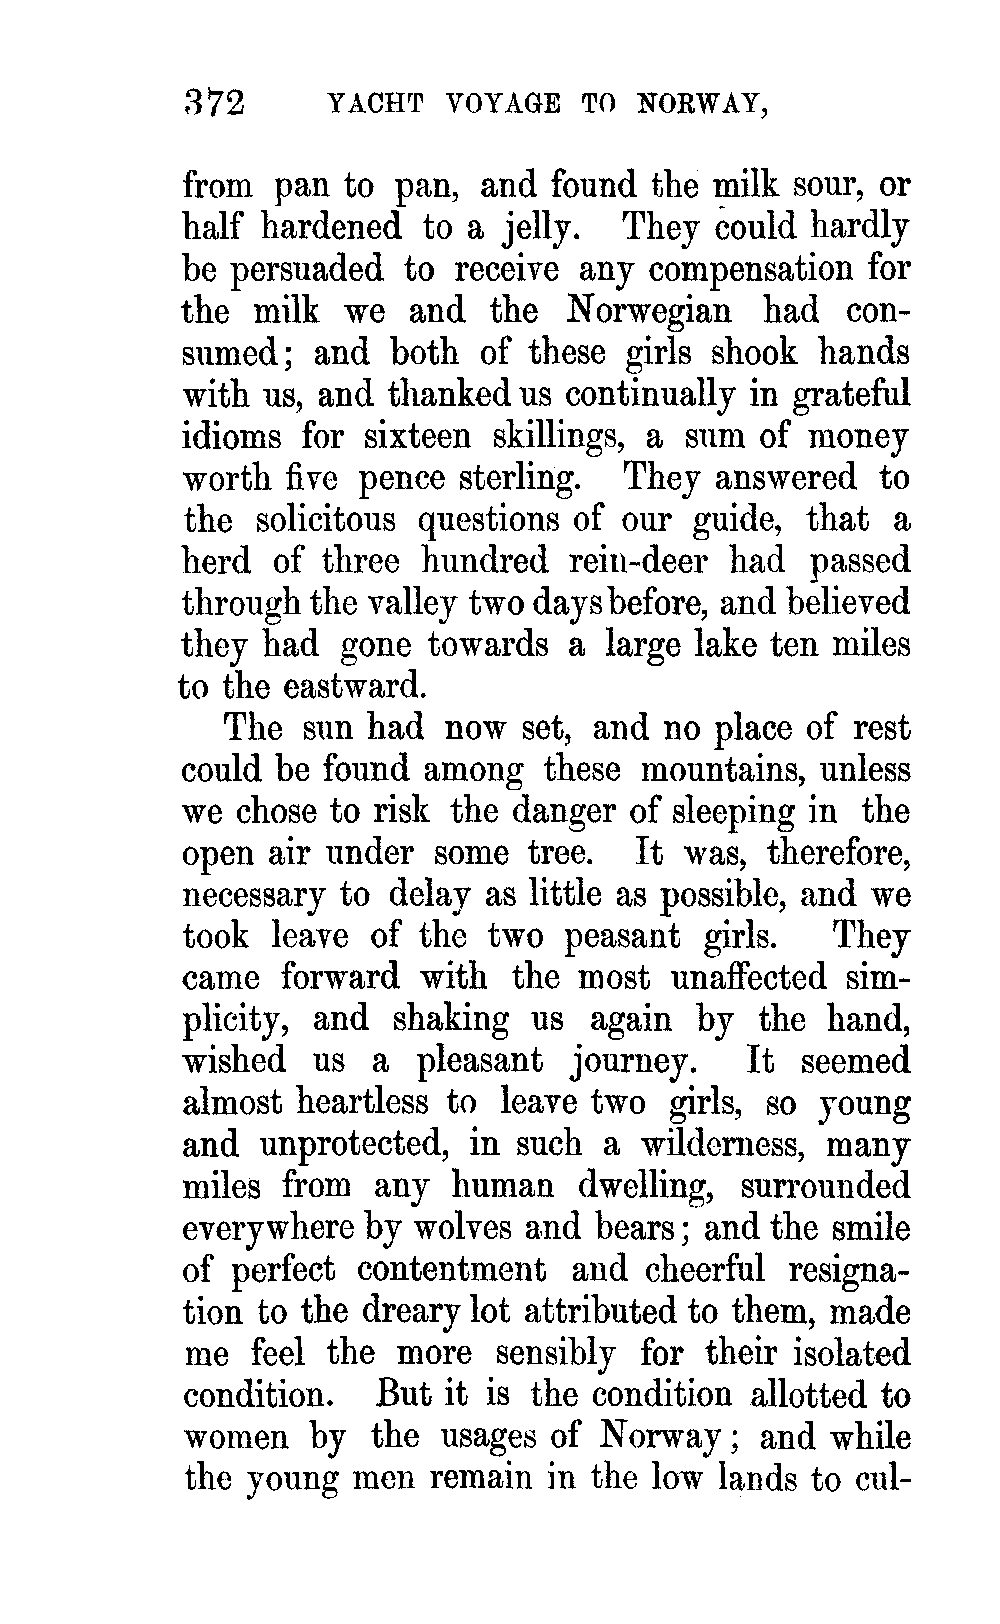 372 YACHT VOYAGE TO NORWAY,
from pan to pan, and found the milk sour, or
half hardened to a jelly. They could hardly
be persuaded to receive any compensation for
the milk we and the Norwegian had con-
sumed; and both of these girls shook hands
with us, and thanked us continually in grateful
idioms for sixteen skillings, a sum of money
worth five pence sterling. They answered to
the solicitous questions of our guide, that a
herd of three hundred rein-deer had passed
through the valley two days before, and believed
they had gone towards a large lake ten miles
to the eastward.
The sun had now set, and no place of rest
could be found among these mountains, unless
we chose to risk the danger of sleeping in the
open air under some tree. It was, therefore,
necessary to delay as little as possible, and we
took leave of the two peasant girls. They
came forward with the most unaffected sim-
plicity, and shaking us again by the hand,
wished us a pleasant journey. It seemed
almost heartless to leave two girls, so young
and unprotected, in such a wilderness, many
miles from any human dwelling, surrounded
everywhere by wolves and bears; and the smile
of perfect contentment and cheerful resigna-
tion to the dreary lot attributed to them, made
me feel the more sensibly for their isolated
condition. But it is the condition allotted to
women by the usages of Norway; and while
the young men remain in the low lands to cul-